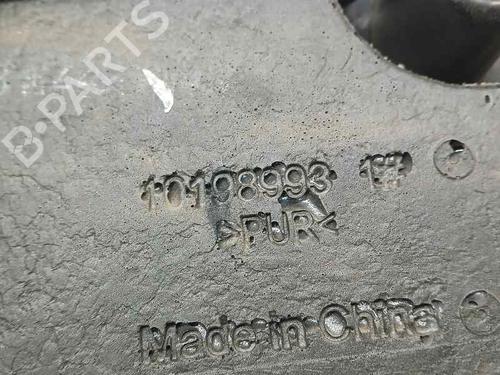 B-PARTS
10198993
>PUR<
Made in China